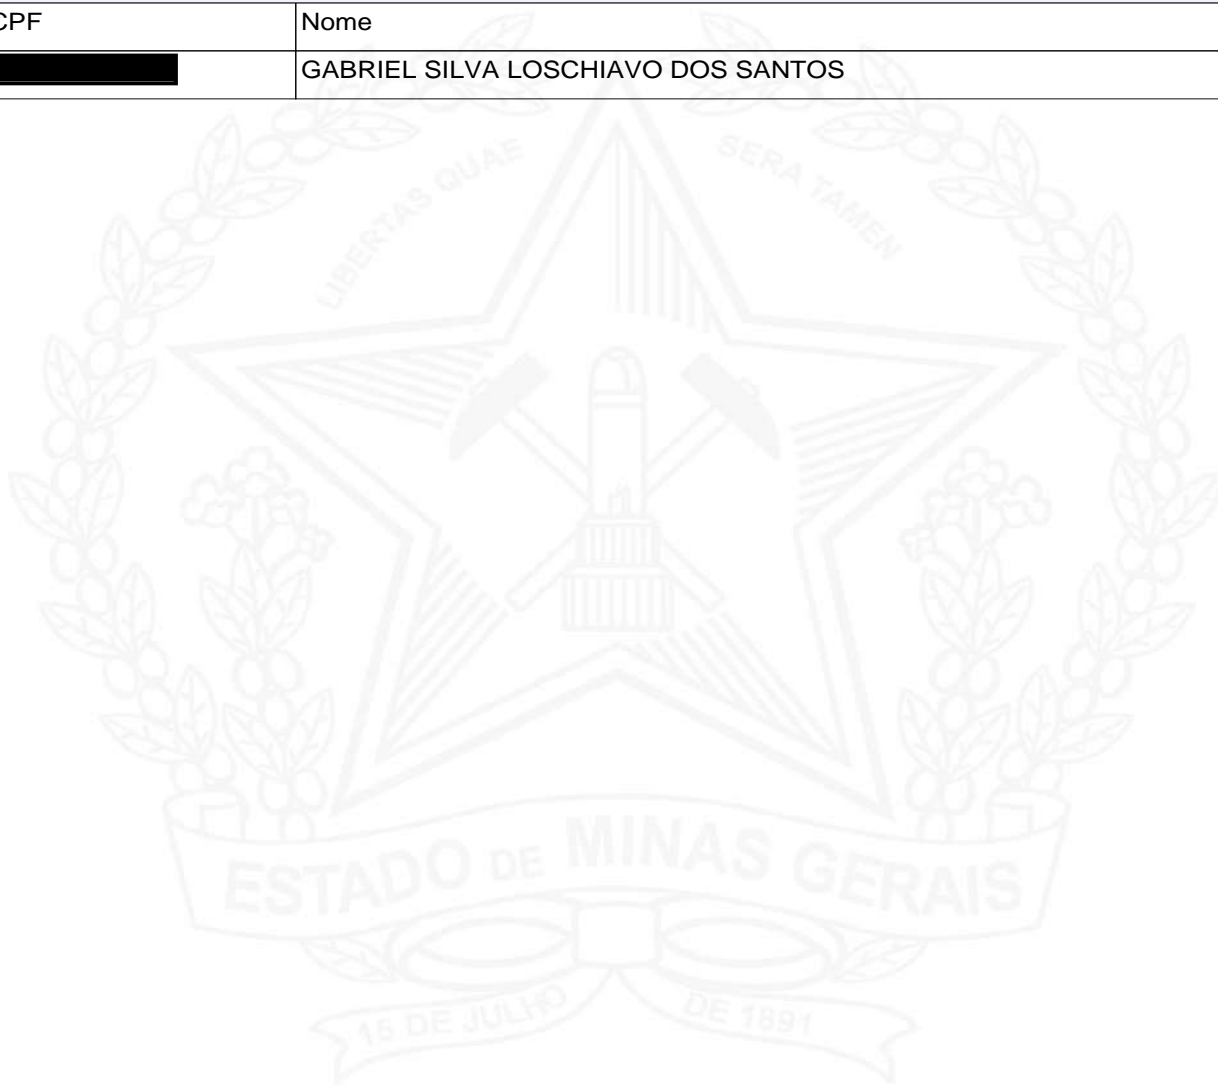 CPF Nome
GABRIEL SILVA LOSCHIAVO DOS SANTOS
LIBERTAS QUAE SERA TAMEN
ESTADO DE MINAS GERAIS
15 DE JULHO DE 1891